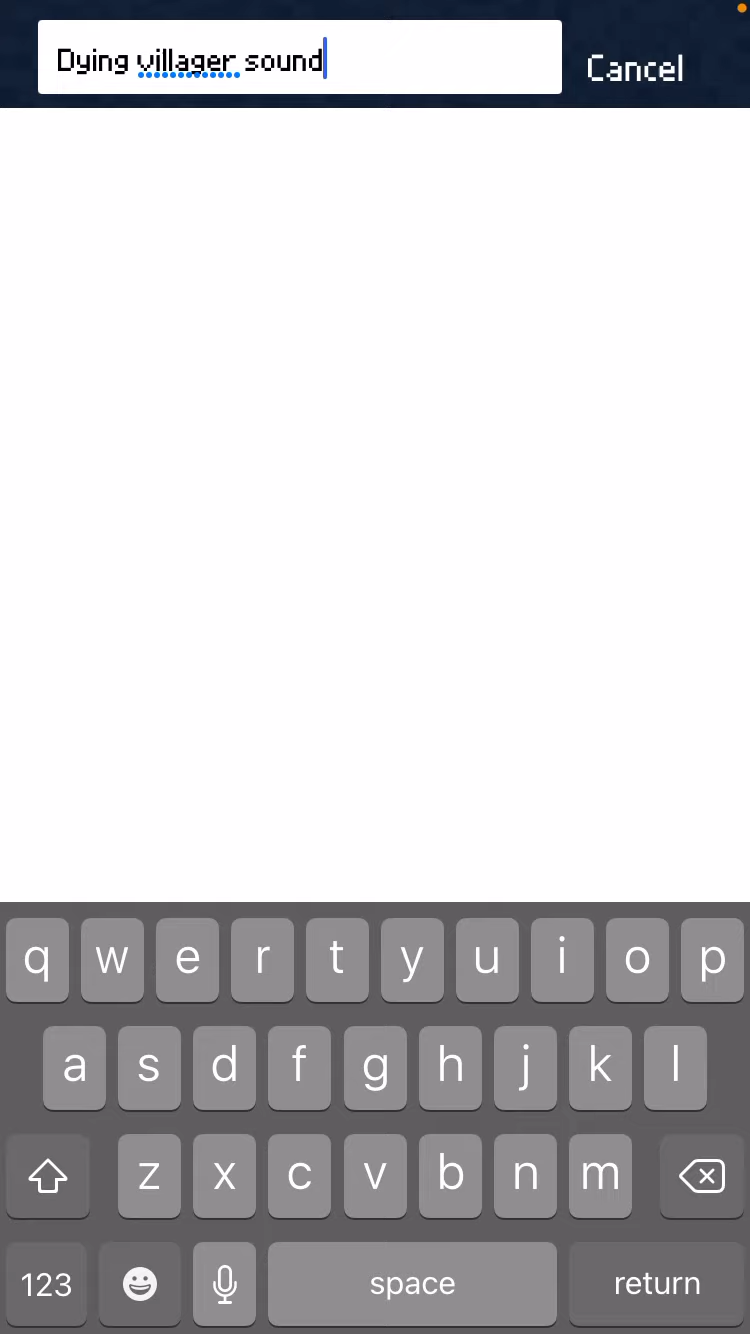 Dying villager sound
Cancel
q w e r t y u i o p
a s d f g h j k l
z x c v b n m
123 space return